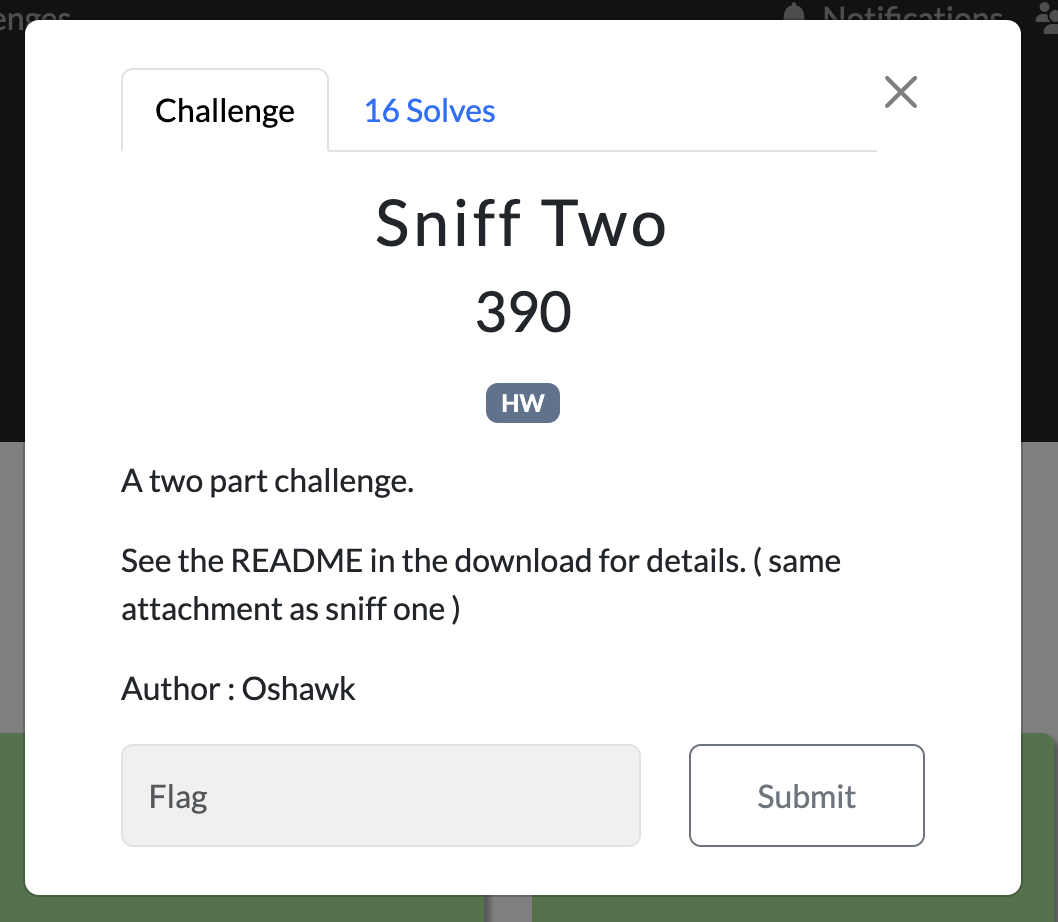 enges
Notifications
Challenge
16 Solves
Sniff Two
390
HW
A two part challenge.
See the README in the download for details. ( same
attachment as sniff one )
Author : Oshawk
Flag
Submit